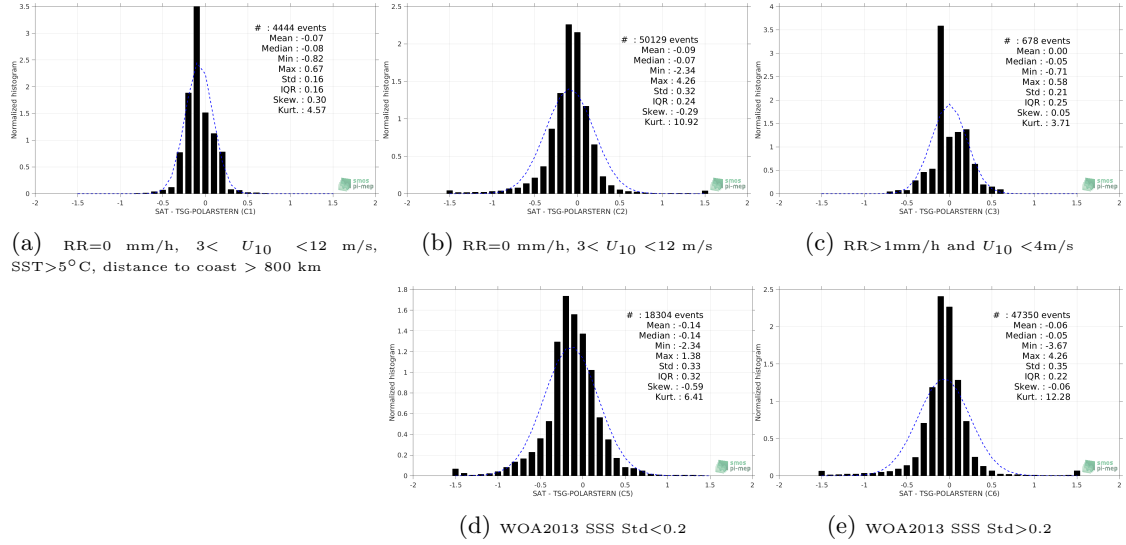 3.5
3
2.5
2
1.5
1
0.5
0
Normalized histogram
# : 4444 events
Mean : -0.07
Median : -0.08
Min : -0.82
Max : 0.67
Std : 0.16
IQR : 0.16
Skew. : 0.30
Kurt. : 4.57
smos
pi-mep
-2 -1.5 -1 -0.5 0 0.5 1 1.5 2
SAT - TSG-POLARSTERN (C1)
(a) RR=0 mm/h, 3< U10 <12 m/s,
SST>5°C, distance to coast > 800 km
2.5
2
1.5
1
0.5
0
Normalized histogram
# : 50129 events
Mean : -0.09
Median : -0.07
Min : -2.34
Max : 4.26
Std : 0.32
IQR : 0.24
Skew. : -0.29
Kurt. : 10.92
smos
pi-mep
-2 -1.5 -1 -0.5 0 0.5 1 1.5 2
SAT - TSG-POLARSTERN (C2)
(b) RR=0 mm/h, 3< U10 <12 m/s
4
3.5
3
2.5
2
1.5
1
0.5
0
Normalized histogram
# : 678 events
Mean : 0.00
Median : -0.05
Min : -0.71
Max : 0.58
Std : 0.21
IQR : 0.25
Skew. : 0.05
Kurt. : 3.71
smos
pi-mep
-2 -1.5 -1 -0.5 0 0.5 1 1.5 2
SAT - TSG-POLARSTERN (C3)
(c) RR>1mm/h and U10 <4m/s
1.8
1.6
1.4
1.2
1
0.8
0.6
0.4
0.2
0
Normalized histogram
# : 18304 events
Mean : -0.14
Median : -0.14
Min : -2.34
Max : 1.38
Std : 0.33
IQR : 0.32
Skew. : -0.59
Kurt. : 6.41
smos
pi-mep
-2 -1.5 -1 -0.5 0 0.5 1 1.5 2
SAT - TSG-POLARSTERN (C5)
(d) WOA2013 SSS Std<0.2
2.5
2
1.5
1
0.5
0
Normalized histogram
# : 47350 events
Mean : -0.06
Median : -0.05
Min : -3.67
Max : 4.26
Std : 0.35
IQR : 0.22
Skew. : -0.06
Kurt. : 12.28
smos
pi-mep
-2 -1.5 -1 -0.5 0 0.5 1 1.5 2
SAT - TSG-POLARSTERN (C6)
(e) WOA2013 SSS Std>0.2